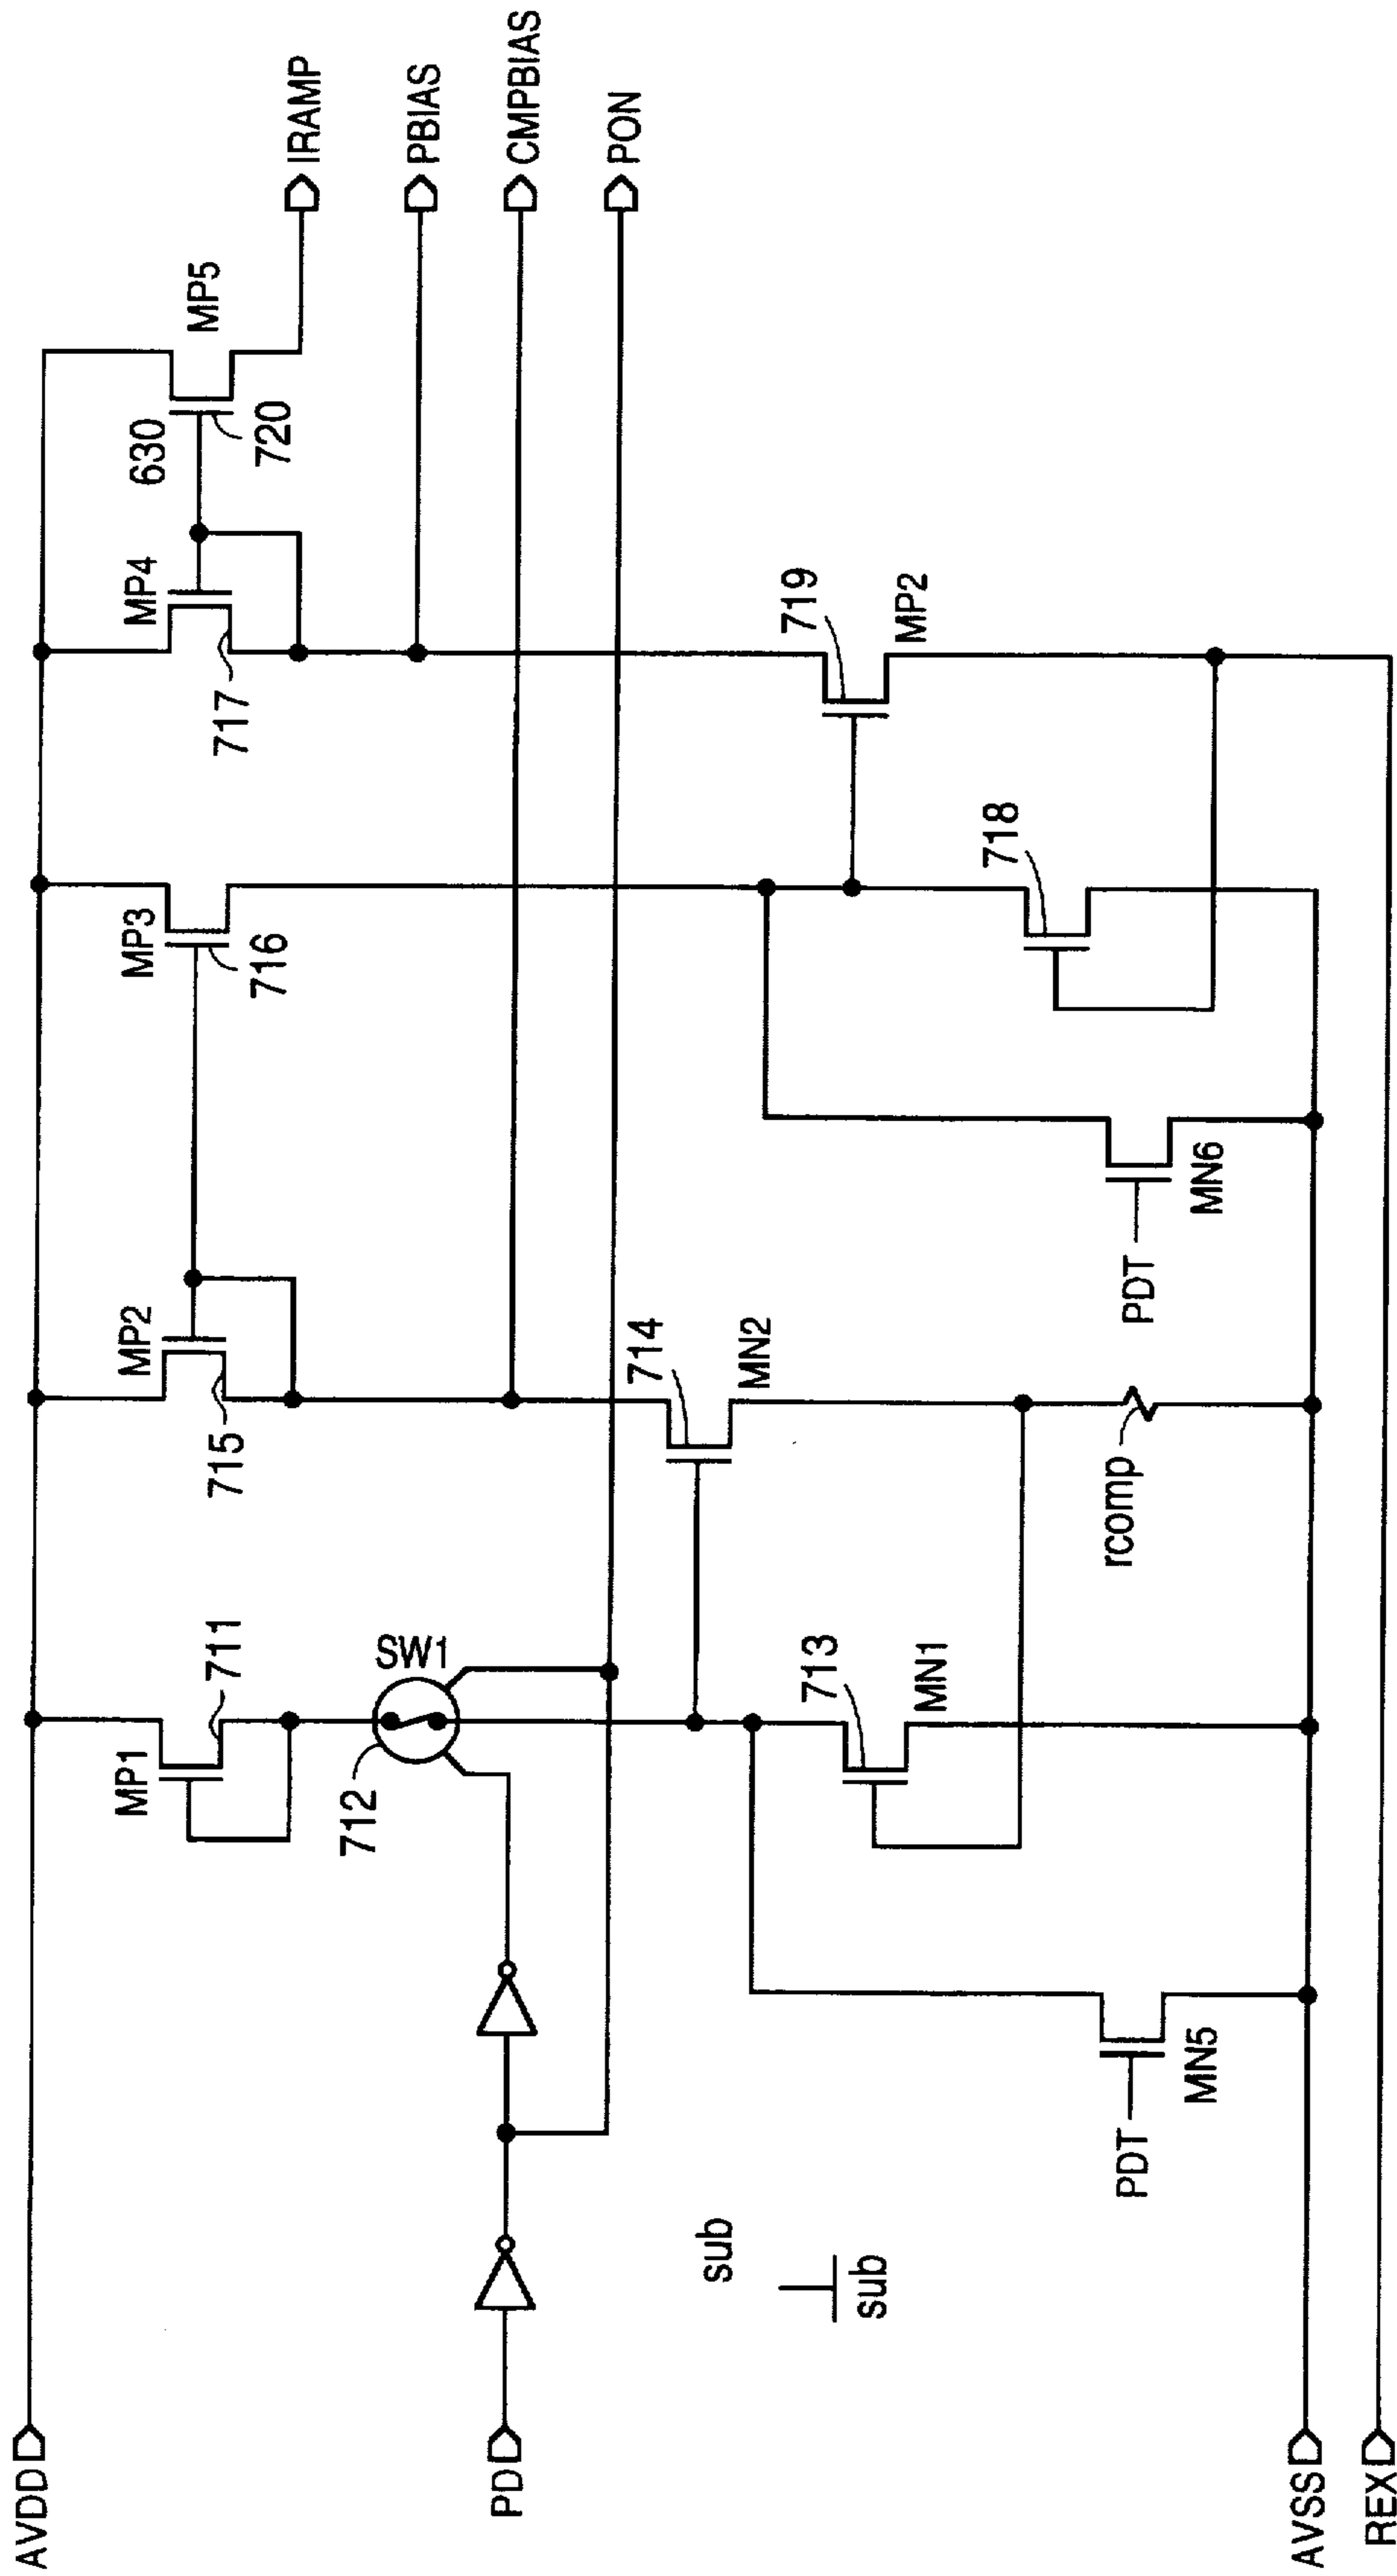 AVDD
PD
AVSS
REX
IRAMP
PBIAS
CMPBIAS
PON
MP1
711
MP2
715
MP3
716
MP4
717
630
MP5
720
SW1
712
714
MN2
719
MP2
713
MN1
718
rcomp
PDT
MN5
PDT
MN6
sub
sub